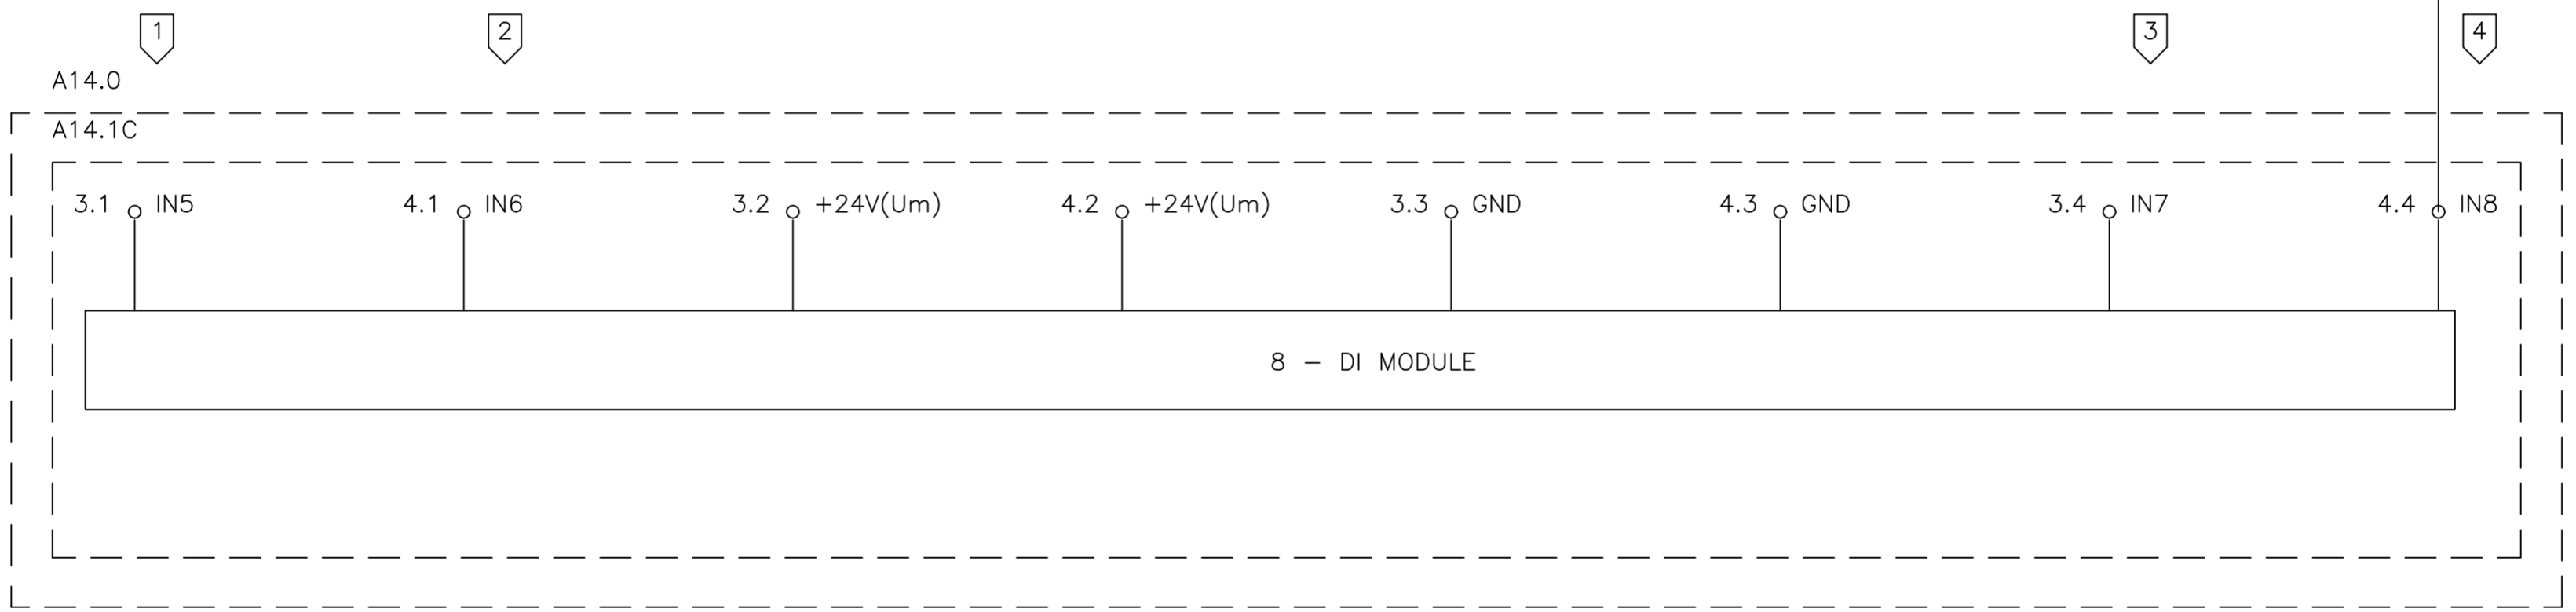 1 2 3 4
A14.0
A14.1C
3.1 IN5 4.1 IN6 3.2 +24V(Um) 4.2 +24V(Um) 3.3 GND 4.3 GND 3.4 IN7 4.4 IN8
8 - DI MODULE